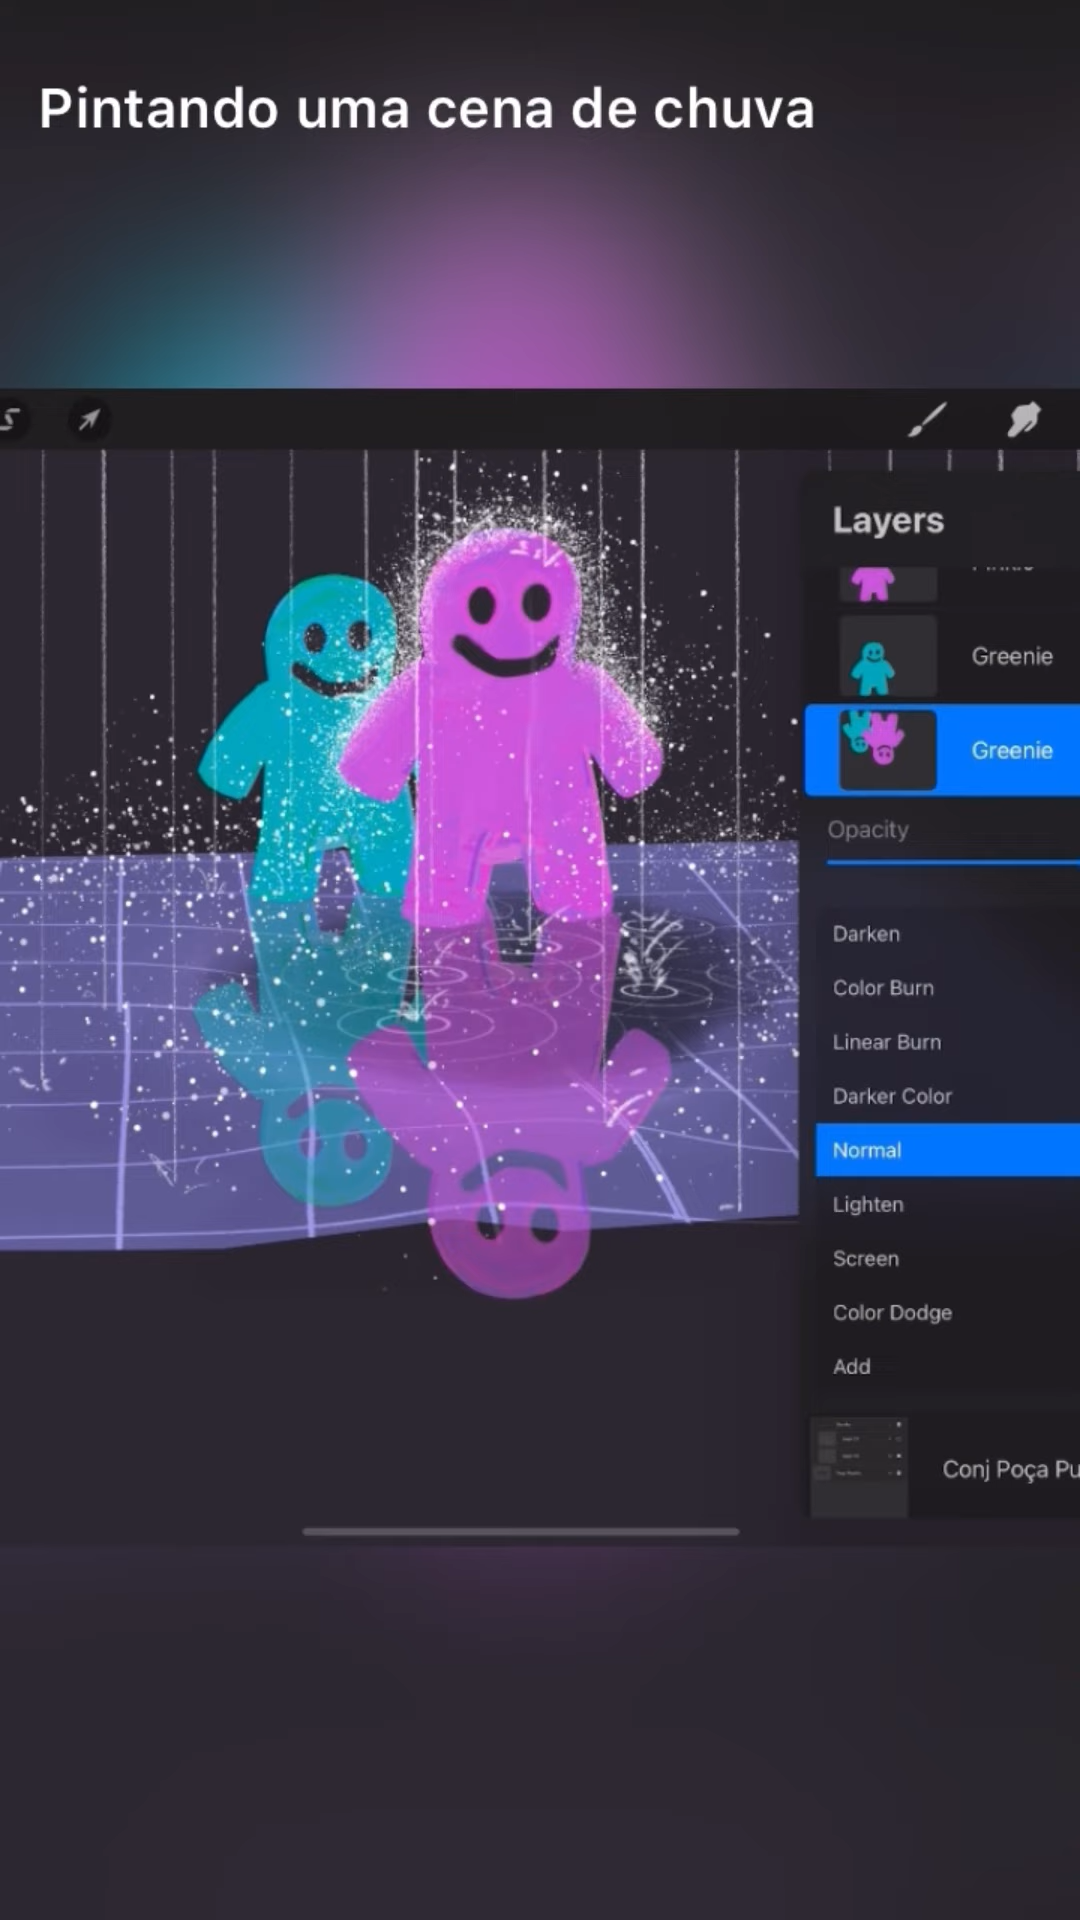 Pintando uma cena de chuva
Layers
Greenie
Greenie
Opacity
Darken
Color Burn
Linear Burn
Darker Color
Normal
Lighten
Screen
Color Dodge
Add
Conj Poça Pu